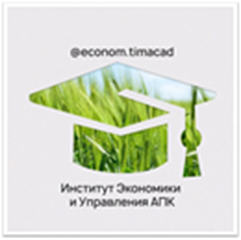 @econom.timacad
Институт Экономики
и Управления АПК